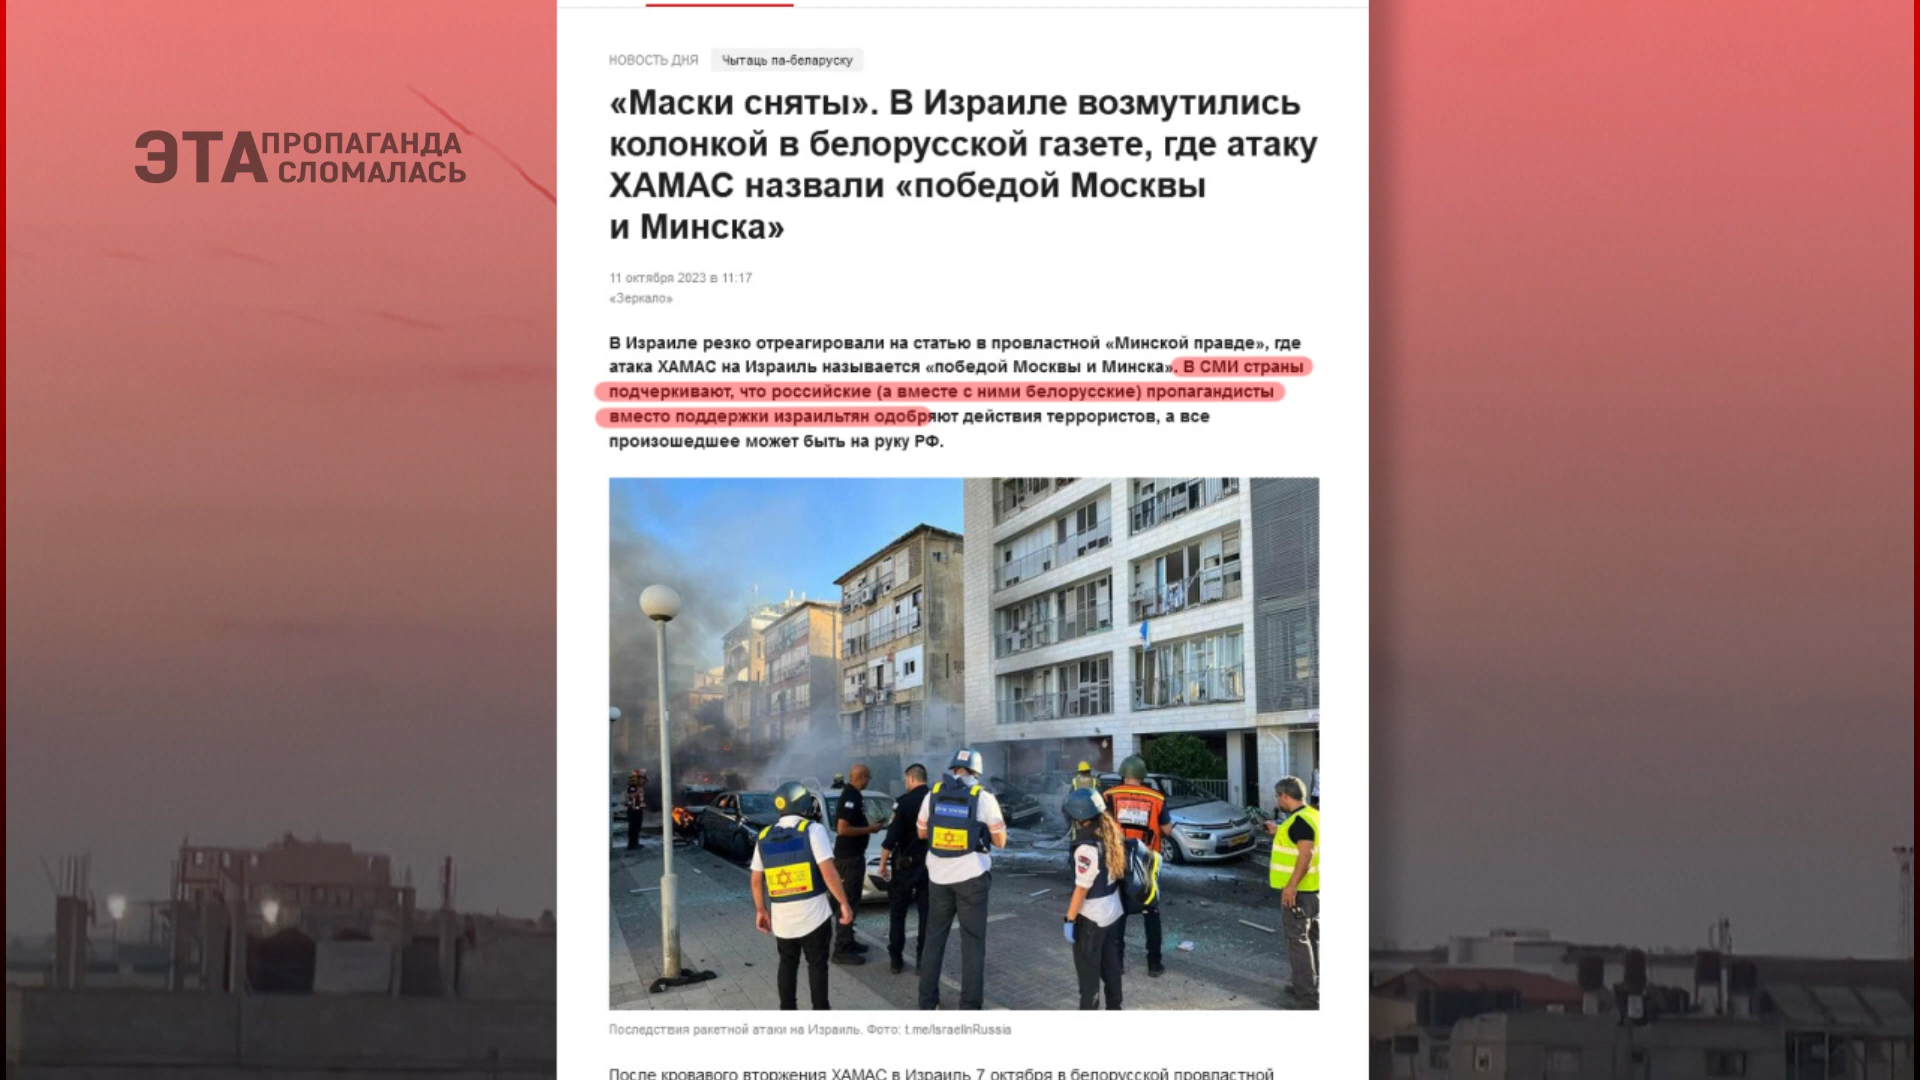 ЭТА ПРОПАГАНДА
СЛОМАЛАСЬ
НОВОСТЬ ДНЯ Чытаць па-беларуску
«Маски сняты». В Израиле возмутились
колонкой в белорусской газете, где атаку
ХАМАС назвали «победой Москвы
и Минска»
11 октября 2023 в 11:17
«Зеркало»
В Израиле резко отреагировали на статью в провластной «Минской правде», где
атака ХАМАС на Израиль называется «победой Москвы и Минска». В СМИ страны
подчеркивают, что российские (а вместе с ними белорусские) пропагандисты
вместо поддержки израильтян одобряют действия террористов, а все
произошедшее может быть на руку РФ.
Последствия ракетной атаки на Израиль. Фото: t.me/IsraelInRussia
После кровавого вторжения ХАМАС в Израиль 7 октября в белорусской провластной